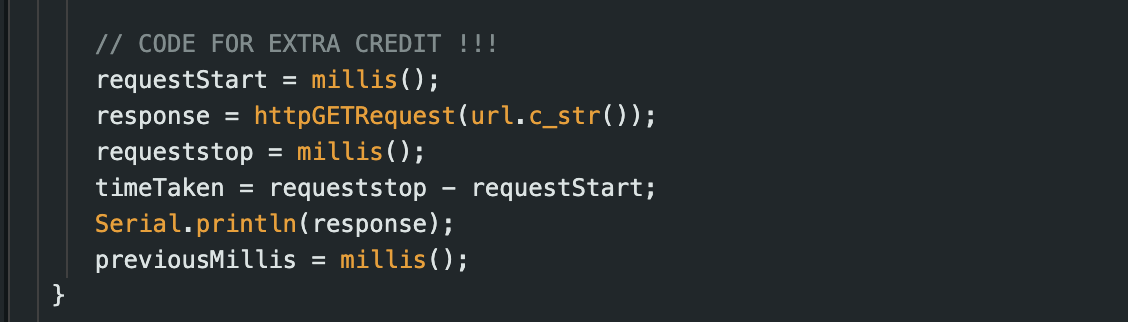 // CODE FOR EXTRA CREDIT !!!
requestStart = millis();
response = httpGETRequest(url.c_str());
requeststop = millis();
timeTaken = requeststop - requestStart;
Serial.println(response);
previousMillis = millis();
}